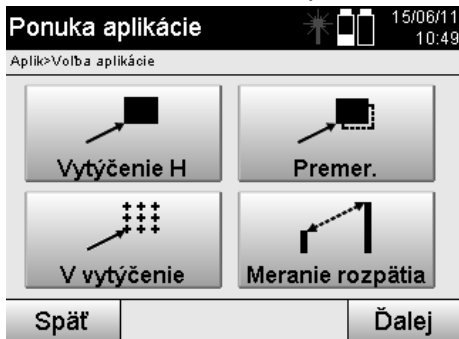 Ponuka aplikácie
15/06/11
10:49
Aplik>Voľba aplikácie
Vytýčenie H
Premer.
V vytýčenie
Meranie rozpätia
Späť
Ďalej